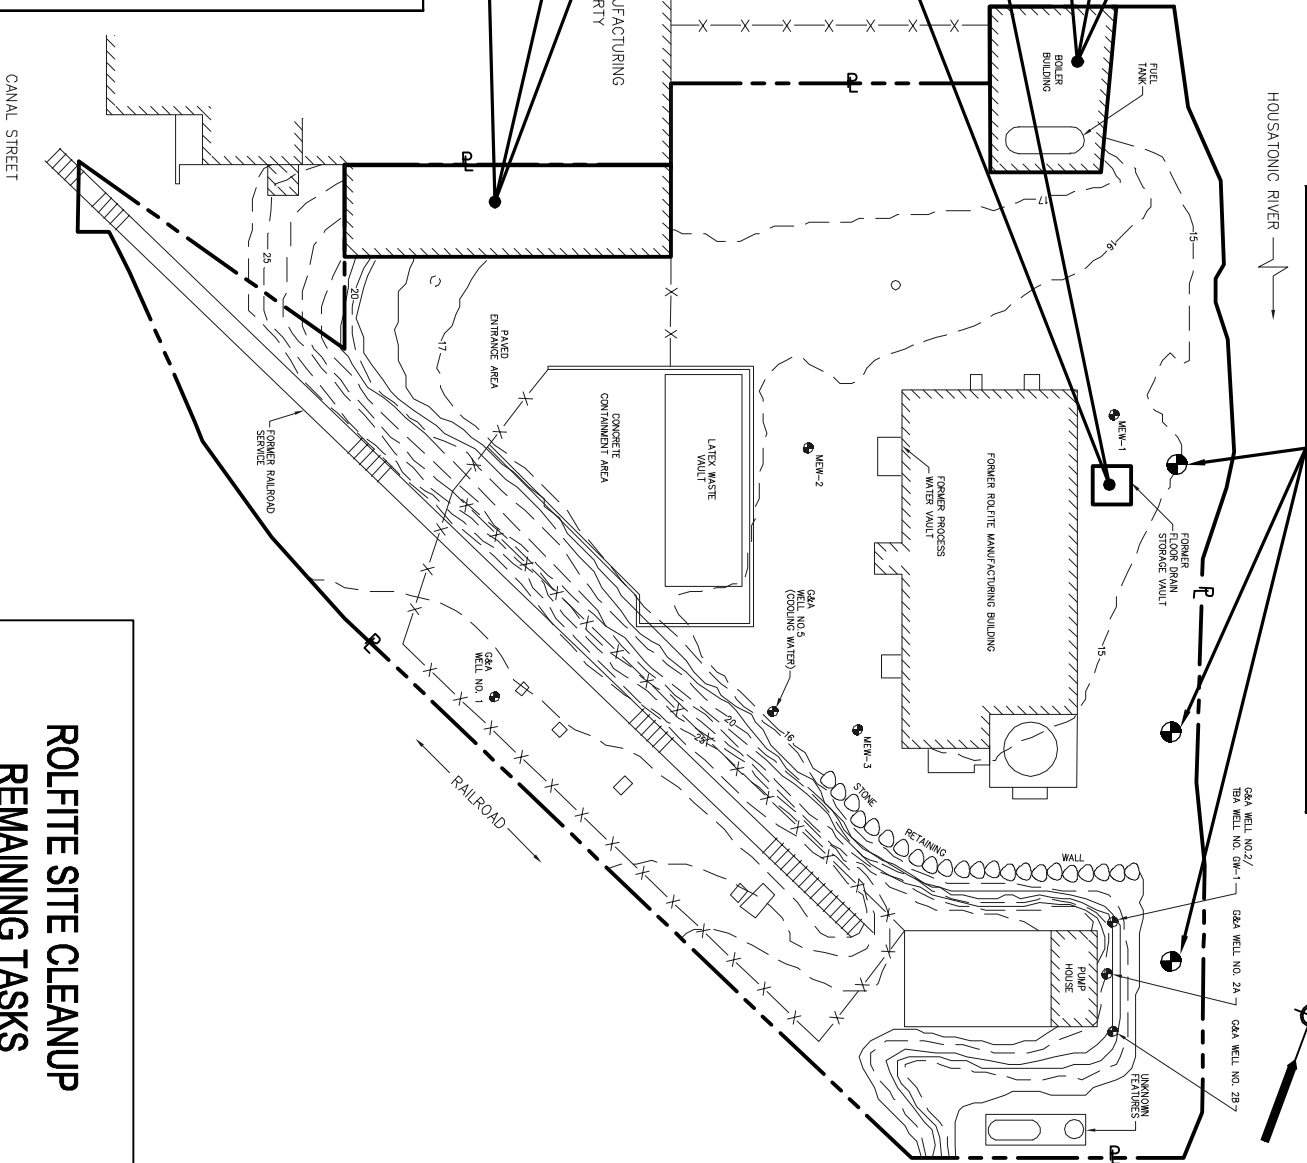 HOUSATONIC RIVER
FUEL
TANK
BOILER
BUILDING
UFACTURING
RTY
CANAL STREET
PL
PL
PL
PL
PL
17
16
15
15
25
20
17
20
25
16
MEW-1
MEW-2
MEW-3
FORMER
FLOOR DRAIN
STORAGE VAULT
FORMER PROCESS
WATER VAULT
FORMER ROLFITE MANUFACTURING BUILDING
PAVED
ENTRANCE AREA
CONCRETE
CONTAINMENT AREA
LATEX WASTE
VAULT
FORMER RAILROAD
SERVICE
G&A
WELL NO.5
(COOLING WATER)
G&A
WELL NO. 1
RAILROAD
STONE
RETAINING
WALL
G&A WELL NO.2/
TBA WELL NO. GW-1
G&A WELL NO. 2A
G&A WELL NO. 2B
PUMP
HOUSE
UNKNOWN
FEATURES
ROLFITE SITE CLEANUP
REMAINING TASKS